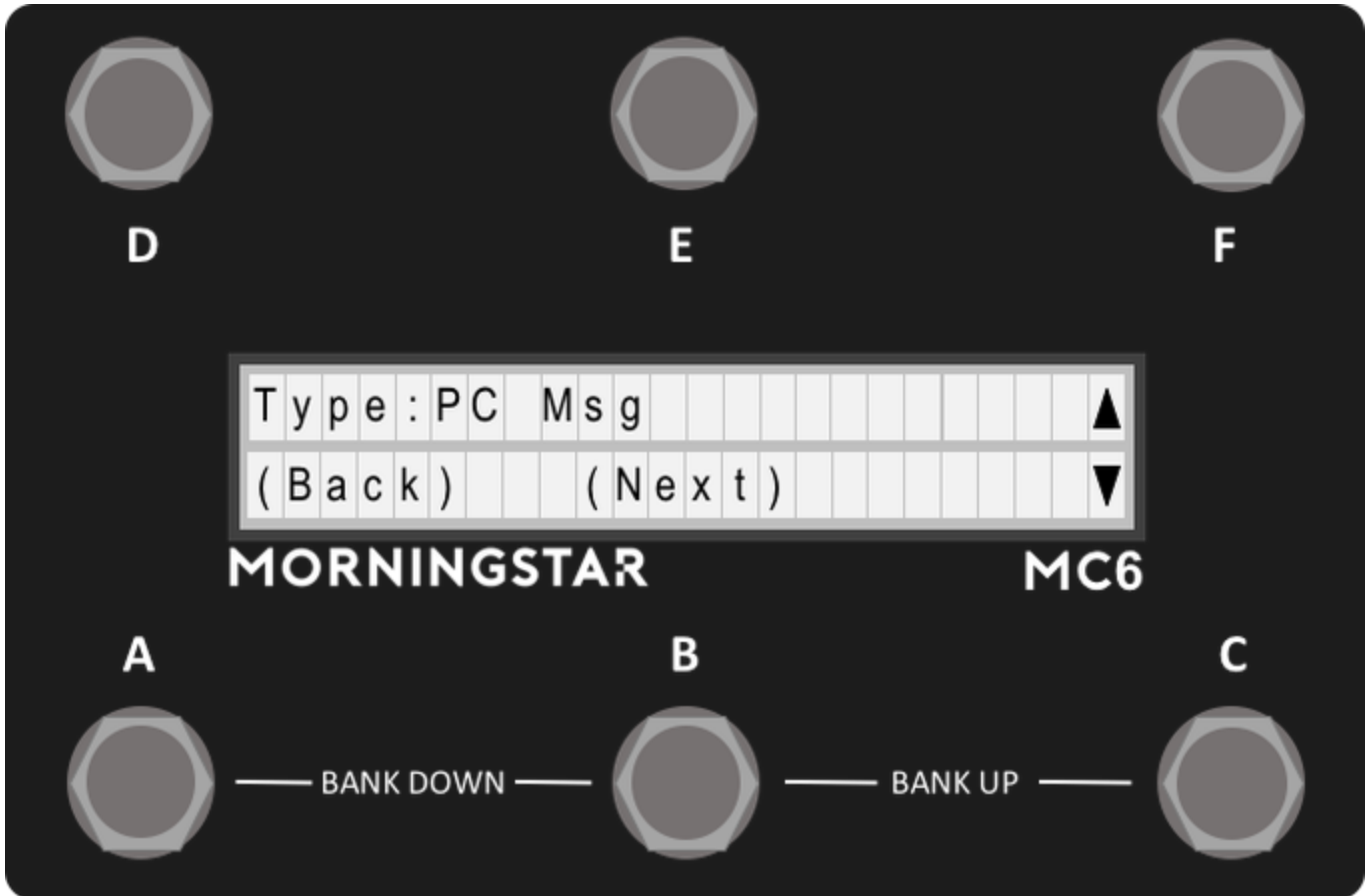 D E F
Type:PC Msg ▲
(Back) (Next) ▼
MORNINGSTAR MC6
A B C
BANK DOWN BANK UP